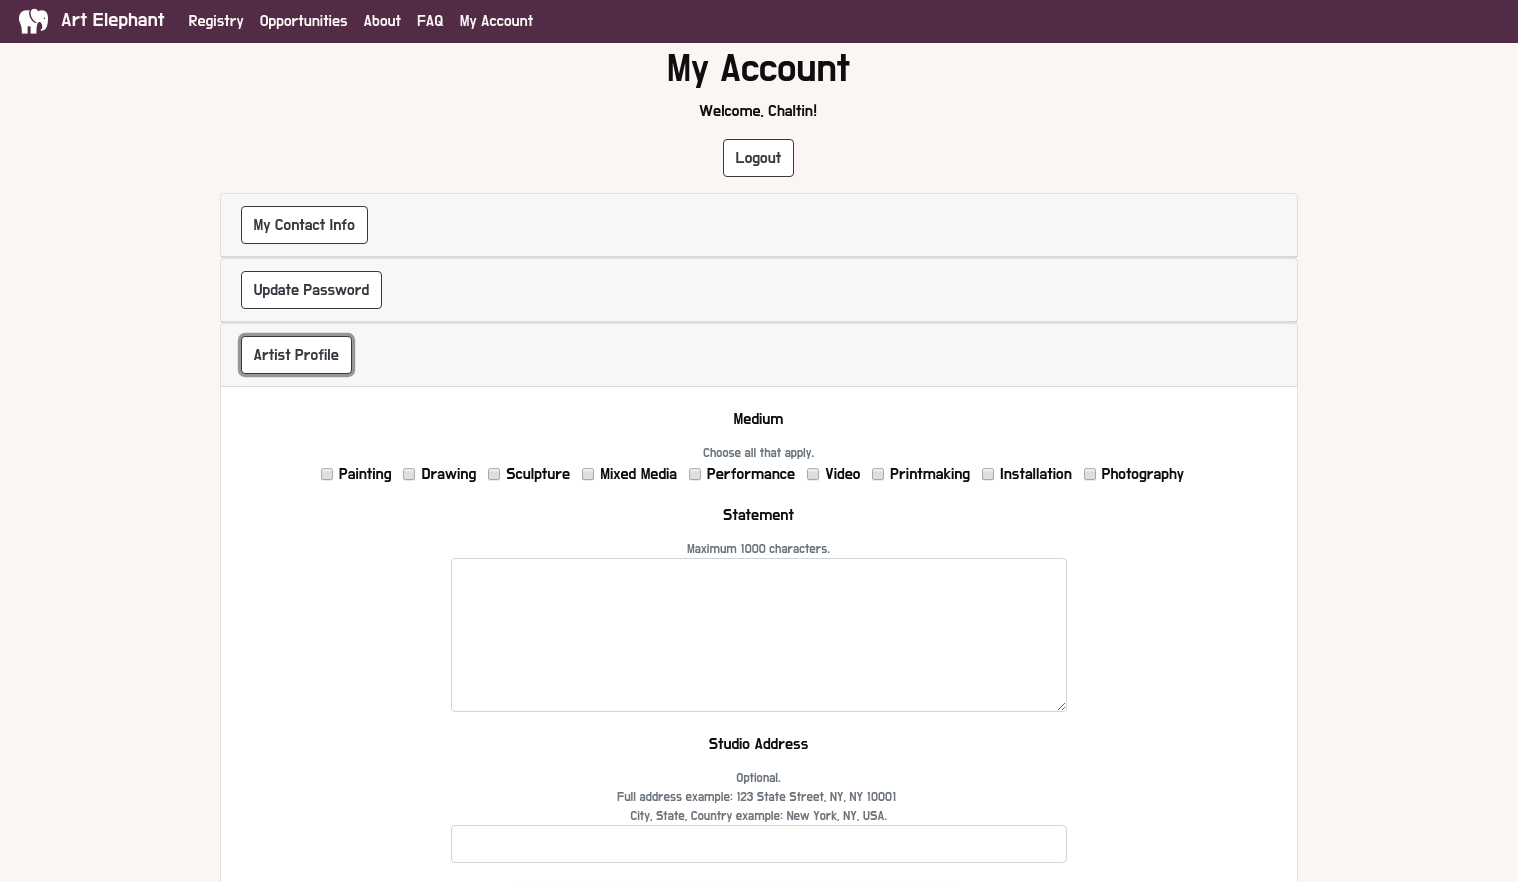 Art Elephant Registry Opportunities About FAQ My Account
My Account
Welcome, Chaltin!
Logout
My Contact Info
Update Password
Artist Profile
Medium
Choose all that apply.
Painting Drawing Sculpture Mixed Media Performance Video Printmaking Installation Photography
Statement
Maximum 1000 characters.
Studio Address
Optional.
Full address example: 123 State Street, NY, NY 10001
City, State, Country example: New York, NY, USA.